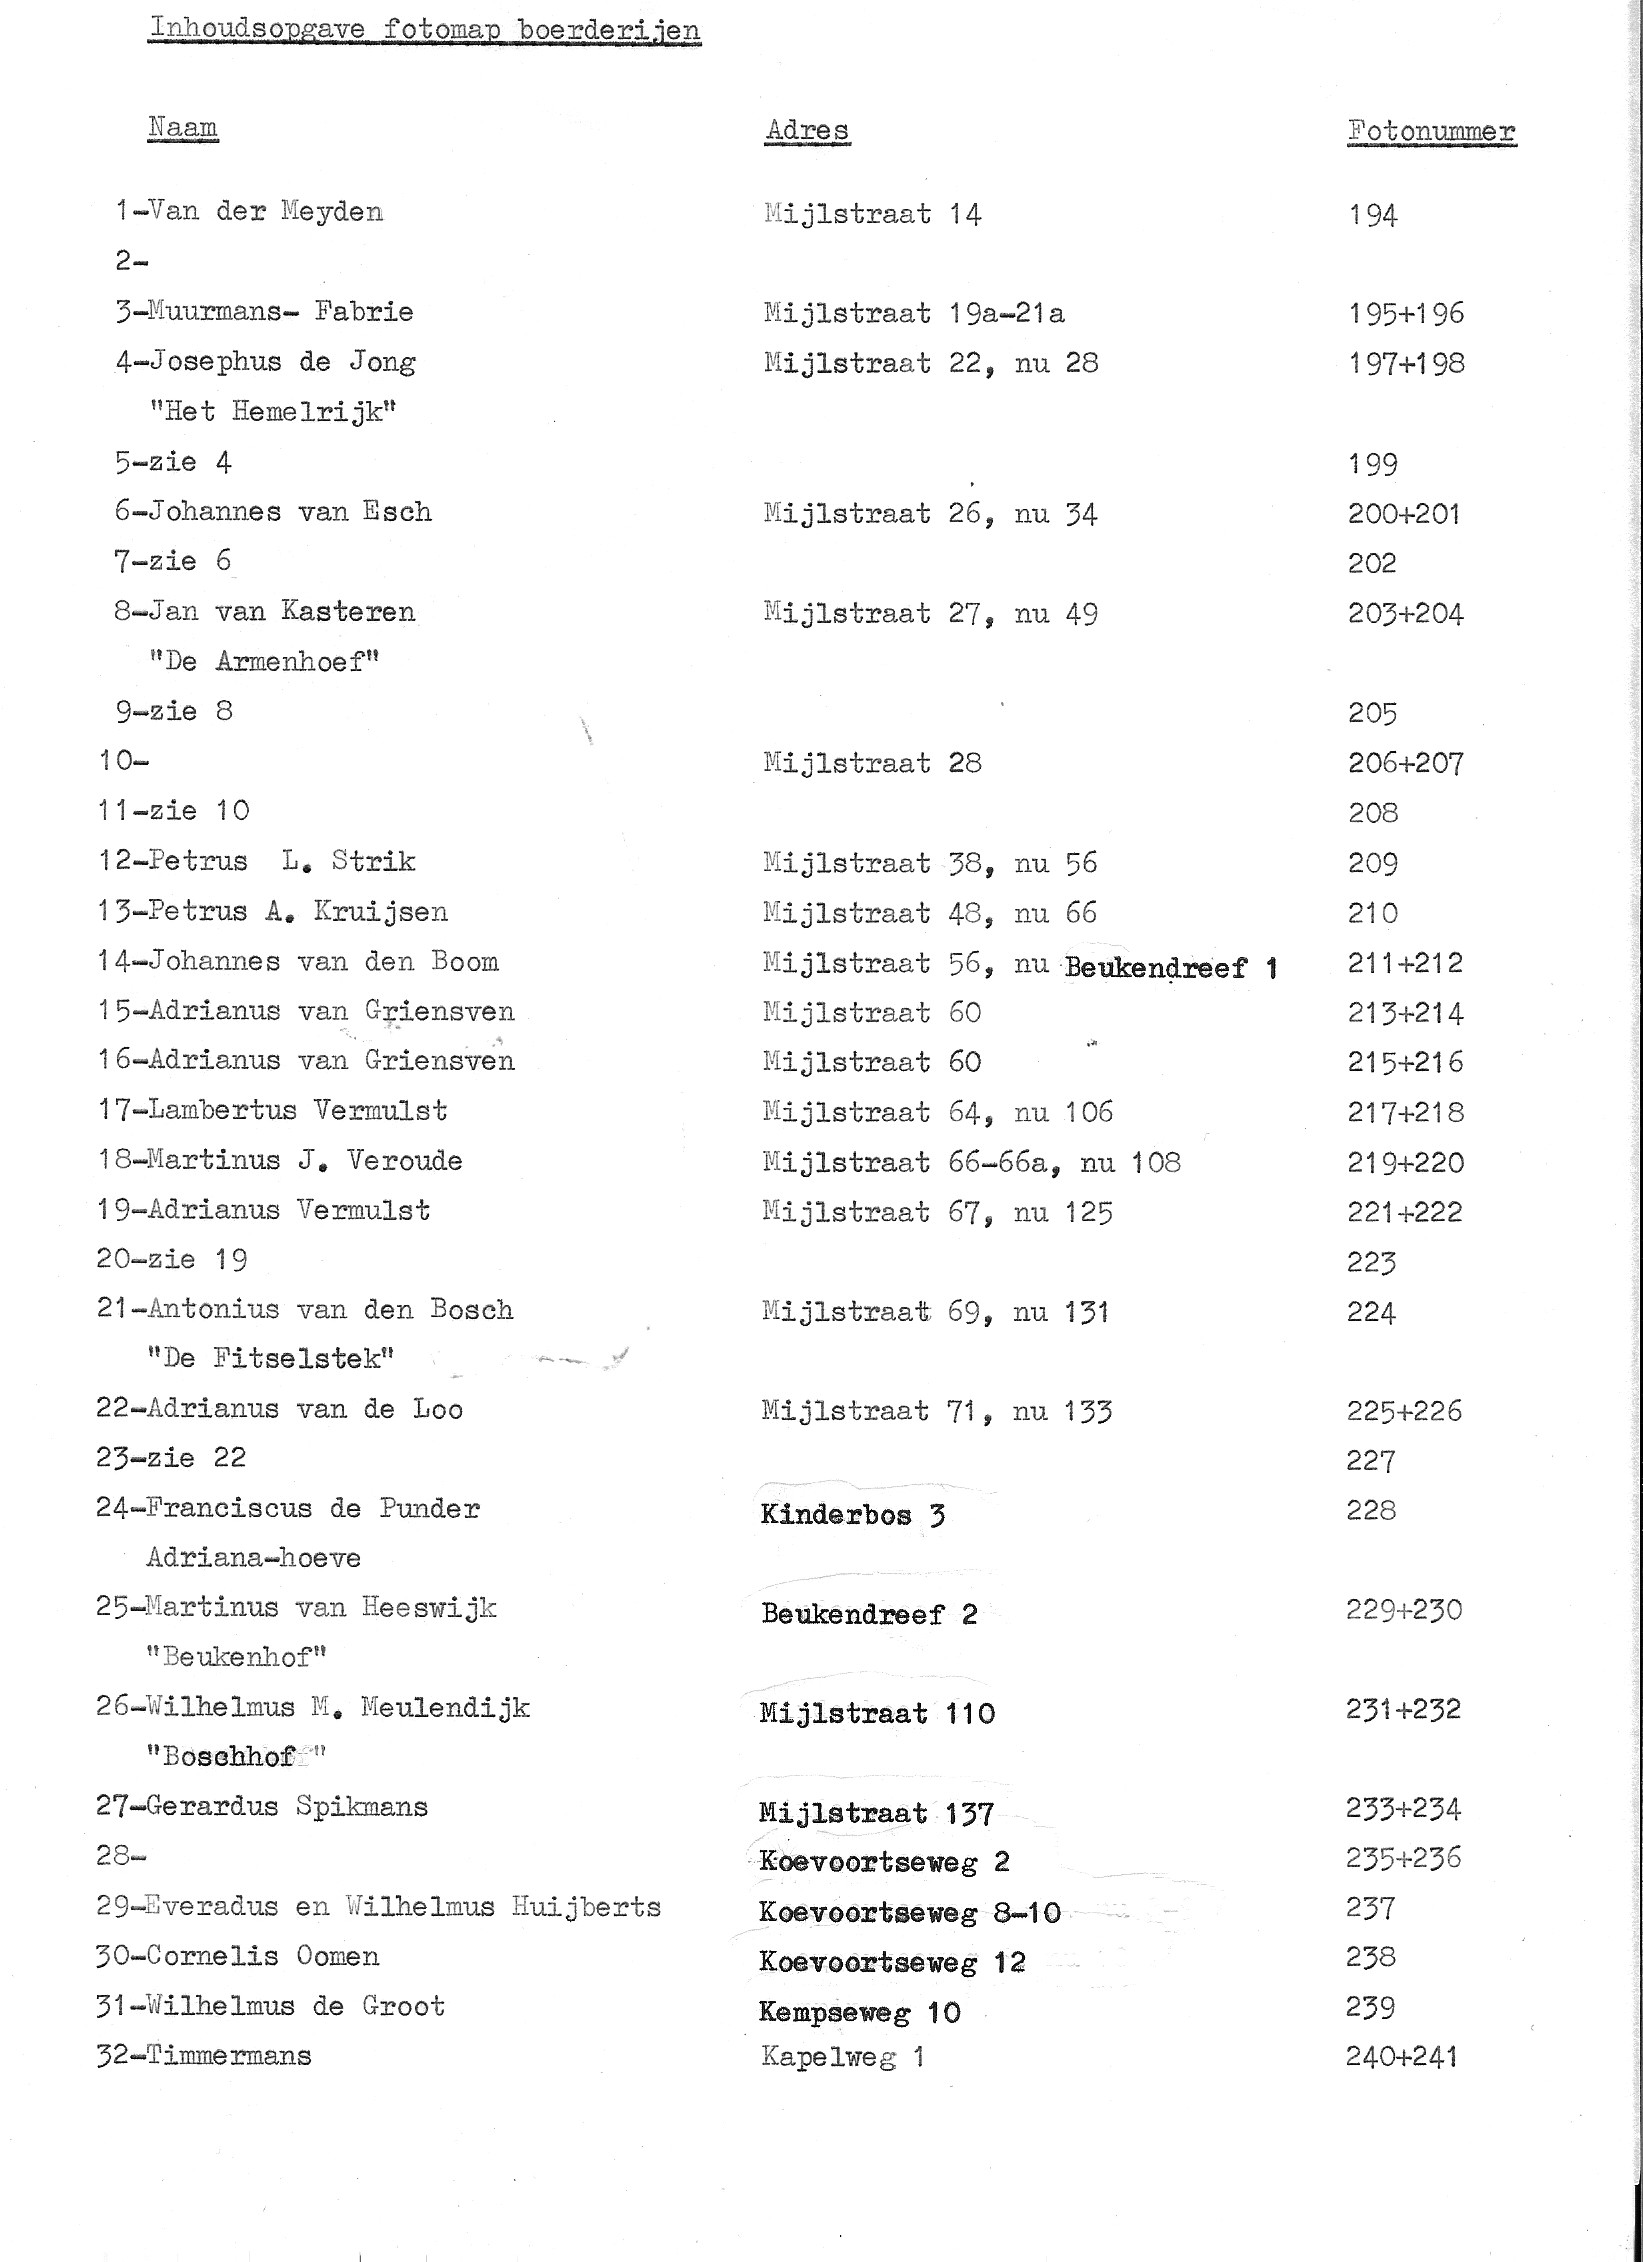 Inhoudsopgave fotomap boerderijen
Naam Adres Fotonummer
1-Van der Meyden Mijlstraat 14 194
2-
3-Muurmans- Fabrie Mijlstraat 19a-21a 195+196
4-Josephus de Jong Mijlstraat 22, nu 28 197+198
"Het Hemelrijk"
5-zie 4 199
6-Johannes van Esch Mijlstraat 26, nu 34 200+201
7-zie 6 202
8-Jan van Kasteren Mijlstraat 27, nu 49 203+204
"De Armenhoef"
9-zie 8 205
10- Mijlstraat 28 206+207
11-zie 10 208
12-Petrus L. Strik Mijlstraat 38, nu 56 209
13-Petrus A. Kruijsen Mijlstraat 48, nu 66 210
14-Johannes van den Boom Mijlstraat 56, nu Beukendreef 1 211+212
15-Adrianus van Griensven Mijlstraat 60 213+214
16-Adrianus van Griensven Mijlstraat 60 215+216
17-Lambertus Vermulst Mijlstraat 64, nu 106 217+218
18-Martinus J. Veroude Mijlstraat 66-66a, nu 108 219+220
19-Adrianus Vermulst Mijlstraat 67, nu 125 221+222
20-zie 19 223
21-Antonius van den Bosch Mijlstraat 69, nu 131 224
"De Fitselstek"
22-Adrianus van de Loo Mijlstraat 71, nu 133 225+226
23-zie 22 227
24-Franciscus de Punder Kinderbos 3 228
Adriana-hoeve
25-Martinus van Heeswijk Beukendreef 2 229+230
"Beukenhof"
26-Wilhelmus M. Meulendijk Mijlstraat 110 231+232
"Boschhof"
27-Gerardus Spikmans Mijlstraat 137 233+234
28- Koevoortseweg 2 235+236
29-Everadus en Wilhelmus Huijberts Koevoortseweg 8-10 237
30-Cornelis Oomen Koevoortseweg 12 238
31-Wilhelmus de Groot Kempseweg 10 239
32-Timmermans Kapelweg 1 240+241